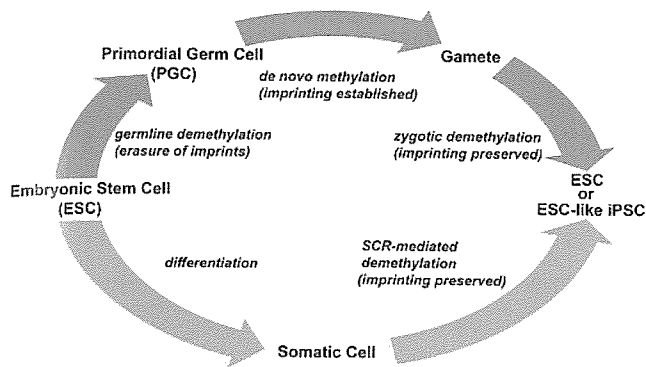 Primordial Germ Cell
(PGC)
Gamete
de novo methylation
(imprinting established)
germline demethylation
(erasure of imprints)
zygotic demethylation
(imprinting preserved)
Embryonic Stem Cell
(ESC)
ESC
or
ESC-like iPSC
differentiation
SCR-mediated
demethylation
(imprinting preserved)
Somatic Cell